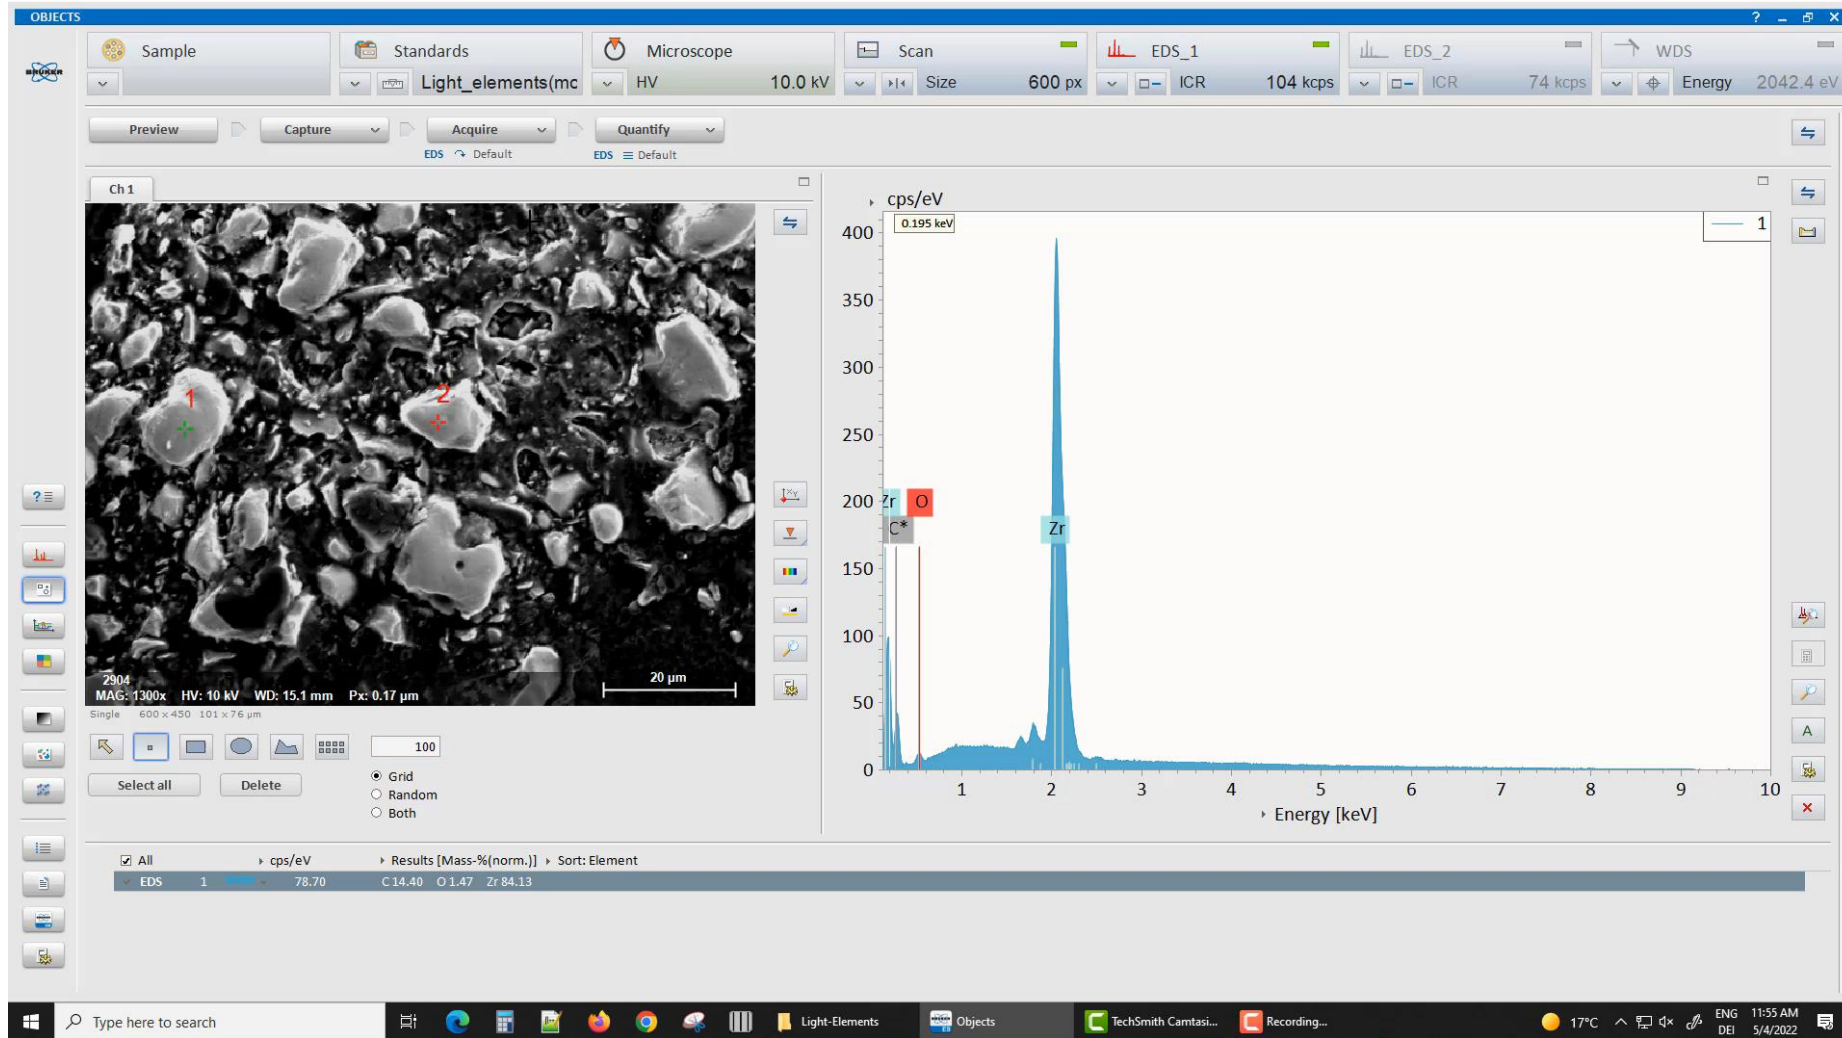 OBJECTS
BRUKER
Sample
Standards
Light_elements(mc
Microscope
HV 10.0 kV
Scan
Size 600 px
EDS_1
ICR 104 kcps
EDS_2
ICR 74 kcps
WDS
Energy 2042.4 eV
Preview Capture Acquire Quantify
EDS Default EDS Default
Ch 1
1
2
2904
MAG: 1300x HV: 10 kV WD: 15.1 mm Px: 0.17 µm
20 µm
Single 600 x 450 101 x 76 µm
100
Select all Delete
Grid
Random
Both
cps/eV
0.195 keV
1
400
350
300
250
200
150
100
50
0
Zr O
C*
Zr
1 2 3 4 5 6 7 8 9 10
Energy [keV]
A
All cps/eV Results [Mass-%(norm.)] Sort: Element
EDS 1 78.70 C 14.40 O 1.47 Zr 84.13
Type here to search
Light-Elements
Objects
TechSmith Camtasi...
Recording...
17°C
ENG
DEI
11:55 AM
5/4/2022